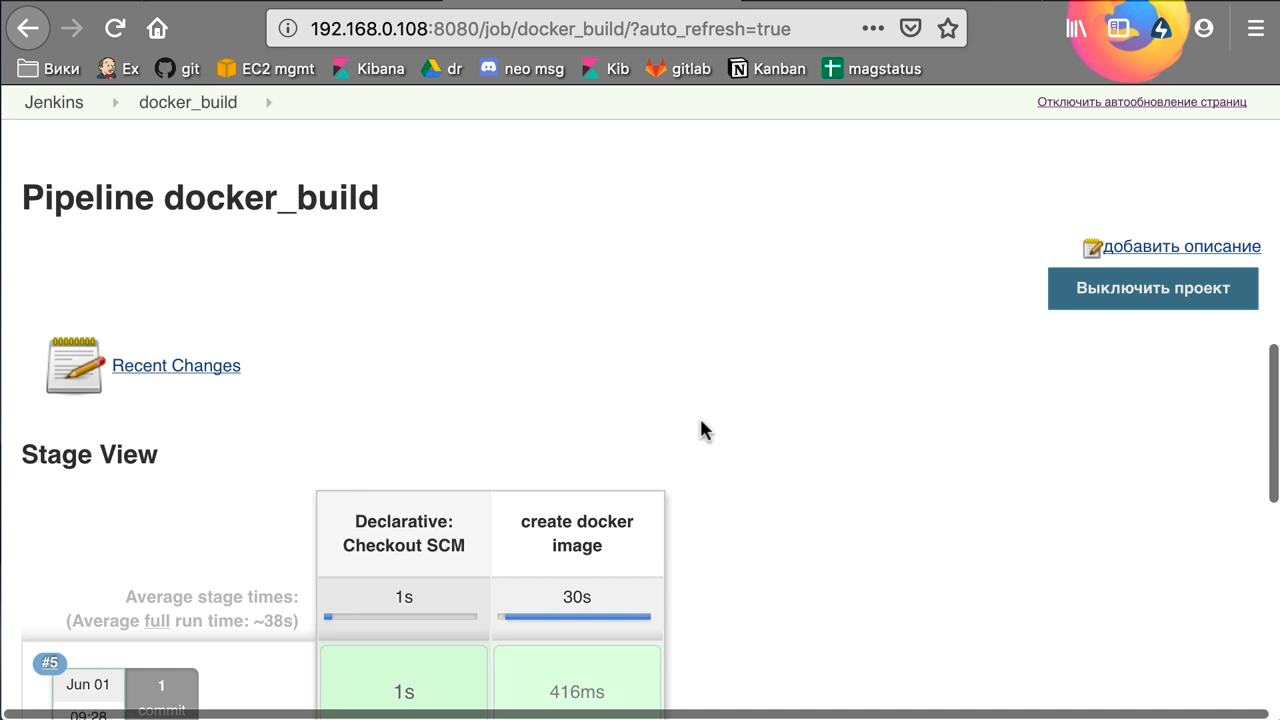 192.168.0.108:8080/job/docker_build/?auto_refresh=true
Вики Ex git EC2 mgmt Kibana dr neo msg Kib gitlab Kanban magstatus
Jenkins docker_build Отключить автообновление страниц
Pipeline docker_build
добавить описание
Выключить проект
Recent Changes
Stage View
Declarative: Checkout SCM
create docker image
Average stage times: 1s 30s
(Average full run time: ~38s)
#5
Jun 01 1 1s 416ms
09:28 commit